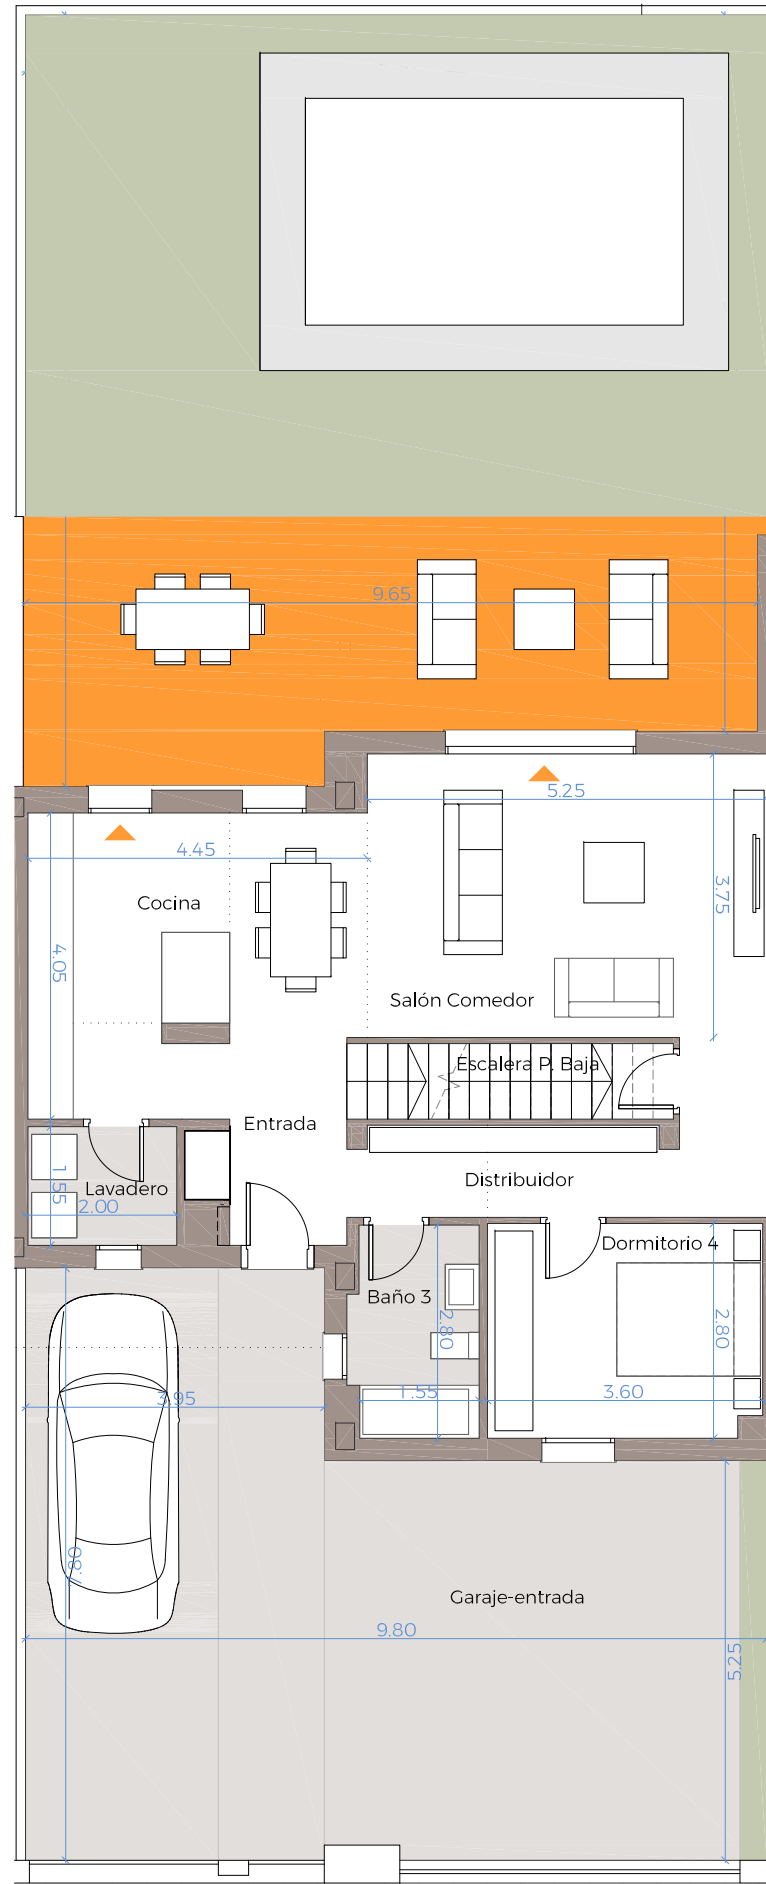 9.65
5.25
4.45
3.75
Cocina
4.05
Salón Comedor
Escalera P. Baja
Entrada
1.55
Lavadero
2.00
Distribuidor
Dormitorio 4
Baño 3
2.80
2.80
1.55
3.60
3.95
7.80
Garaje-entrada
9.80
5.25